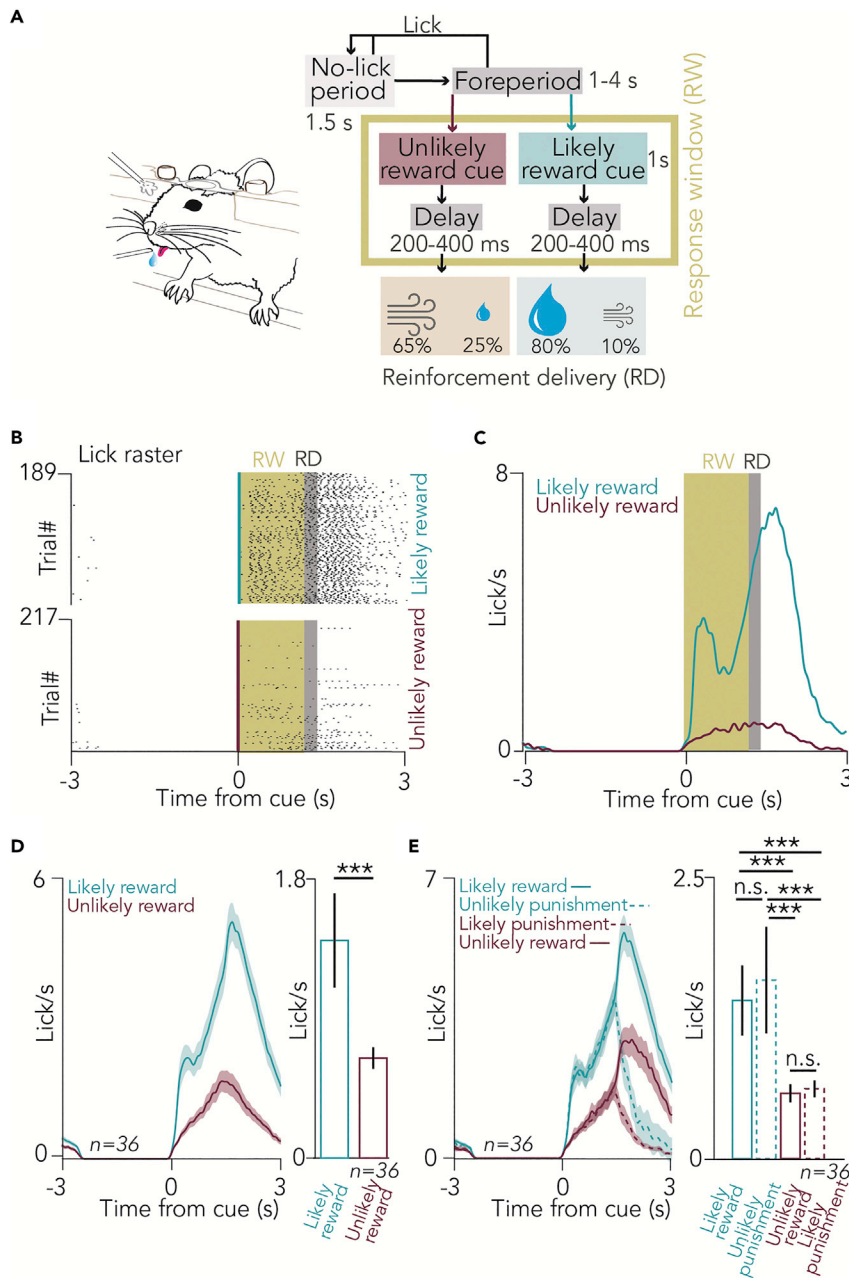 A
Lick
No-lick
period
Foreperiod
1-4 s
1.5 s
Unlikely
reward cue
Likely
reward cue
1s
Delay
200-400 ms
Delay
200-400 ms
Response window (RW)
65%
25%
80%
10%
Reinforcement delivery (RD)
B
Lick raster
RW
RD
189
Trial#
Likely reward
217
Trial#
Unlikely reward
-3
0
3
Time from cue (s)
C
8
RW
RD
Likely reward
Unlikely reward
Lick/s
0
-3
0
3
Time from cue (s)
D
6
Likely reward
Unlikely reward
Lick/s
0
n=36
-3
0
3
Time from cue (s)
1.8
***
Lick/s
0
n=36
Likely
reward
Unlikely
reward
E
7
Likely reward
Unlikely punishment
Likely punishment
Unlikely reward
Lick/s
0
n=36
-3
0
3
Time from cue (s)
***
***
2.5
n.s.
***
***
Lick/s
n.s.
0
n=36
Likely
reward
Unlikely
punishment
Unlikely
reward
Likely
punishment